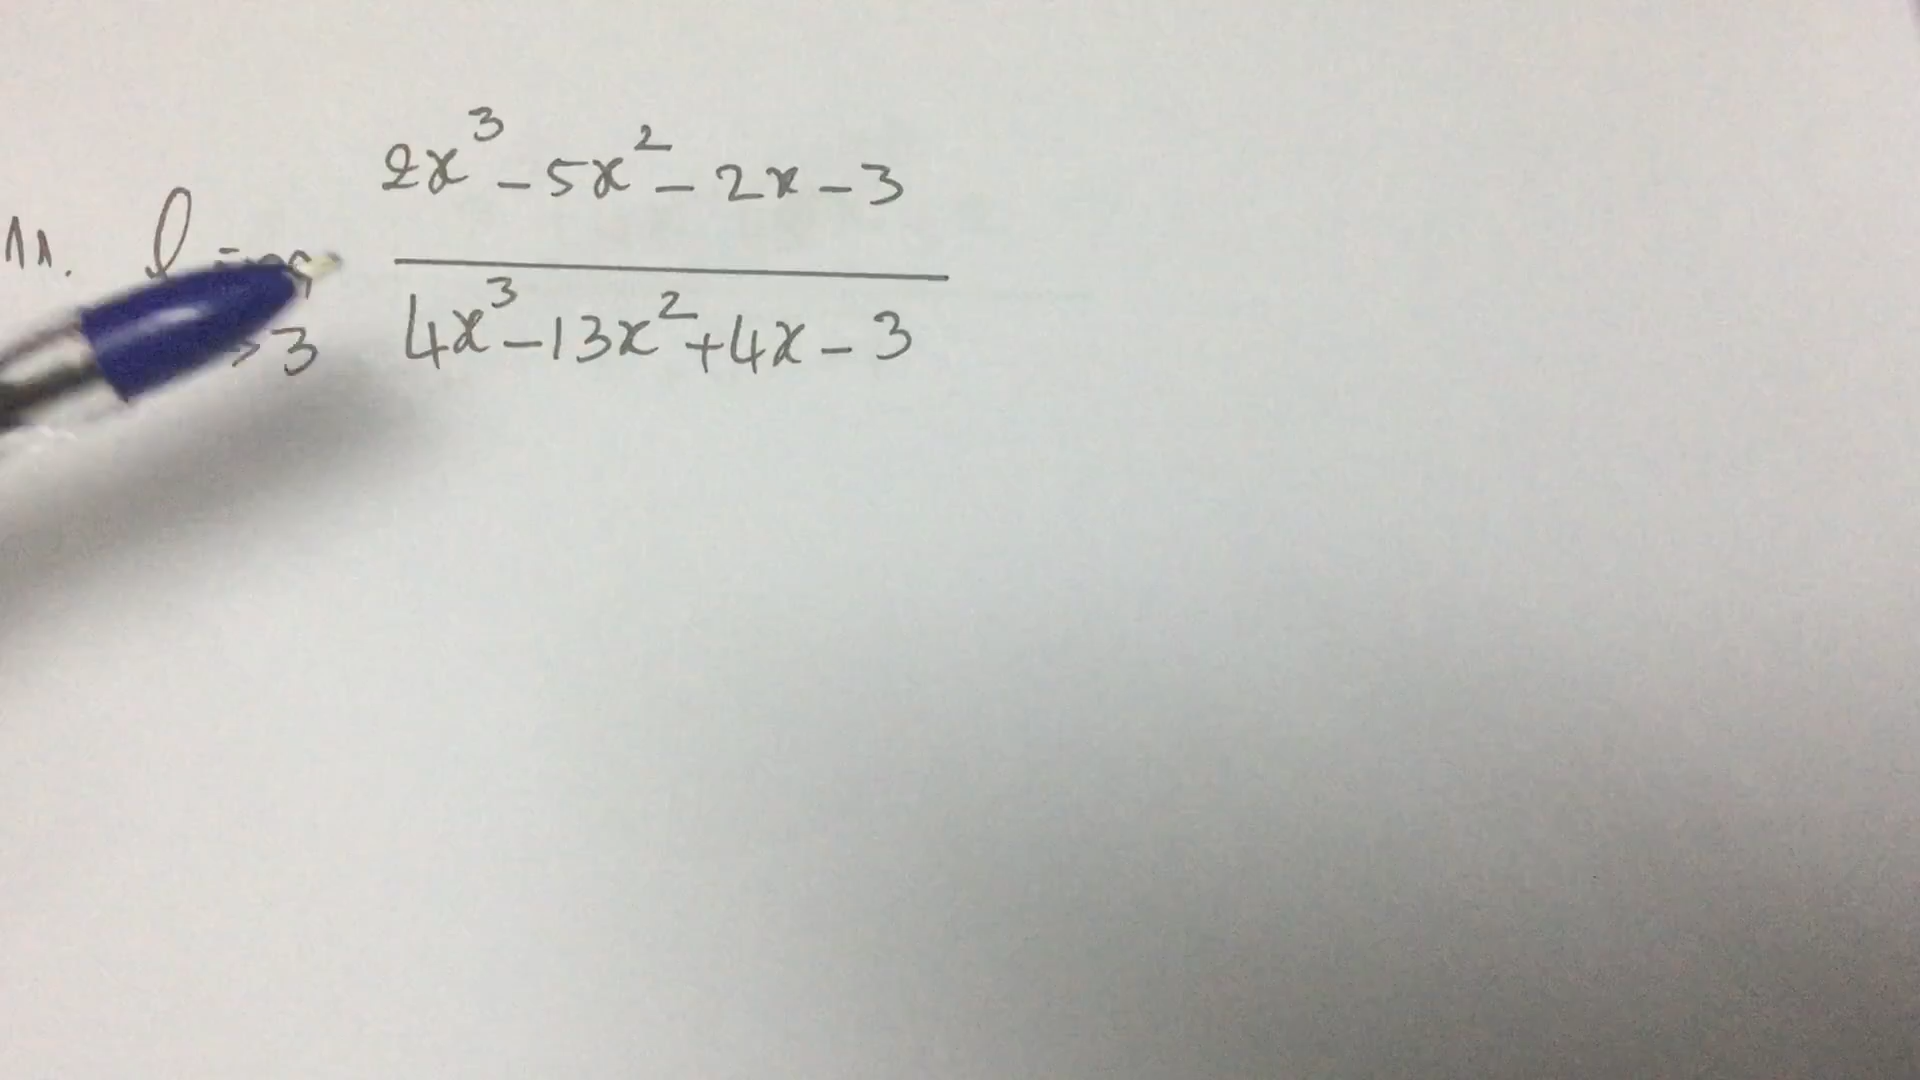 2x³ - 5x² - 2x - 3
11.
4x³ - 13x² + 4x - 3
→ 3